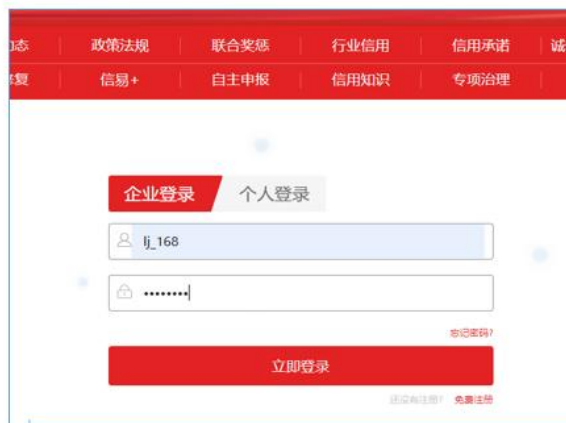 政策法规 联合奖惩 行业信用 信用承诺
信易+ 自主申报 信用知识 专项治理
企业登录 个人登录
lj_168
••••••••
忘记密码?
立即登录
还没有注册? 免费注册